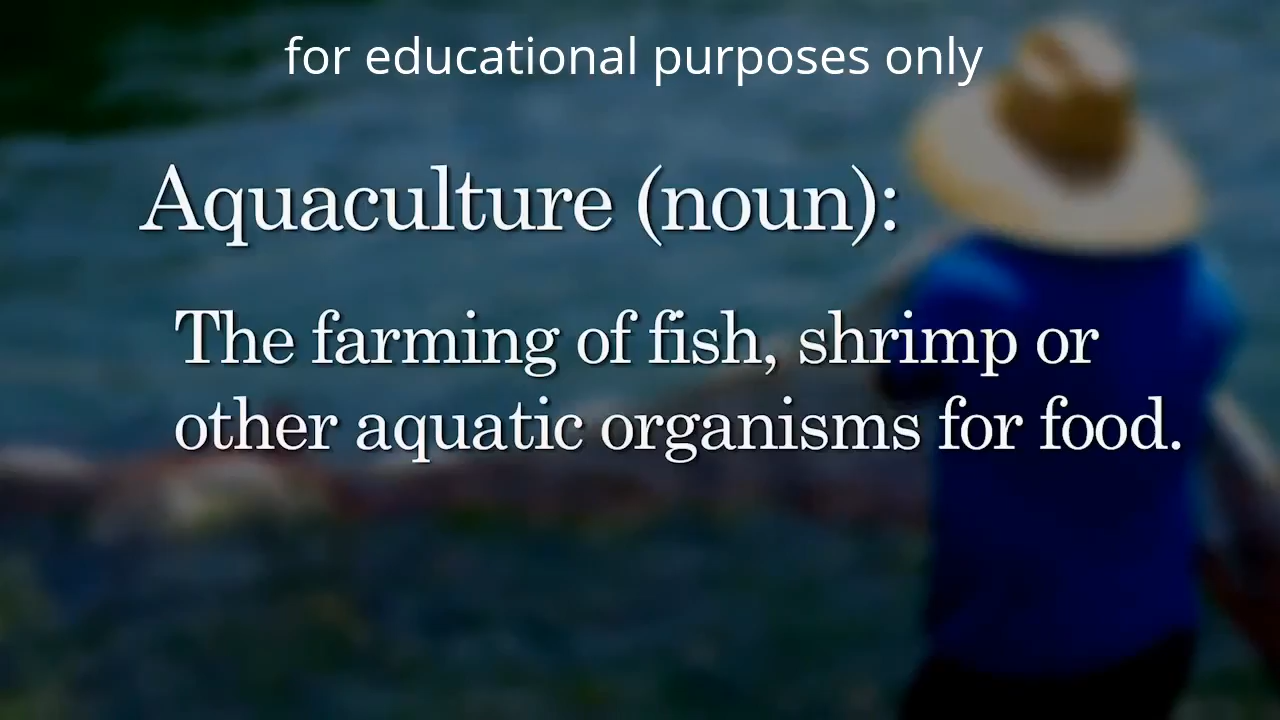 for educational purposes only
Aquaculture (noun):
The farming of fish, shrimp or
other aquatic organisms for food.